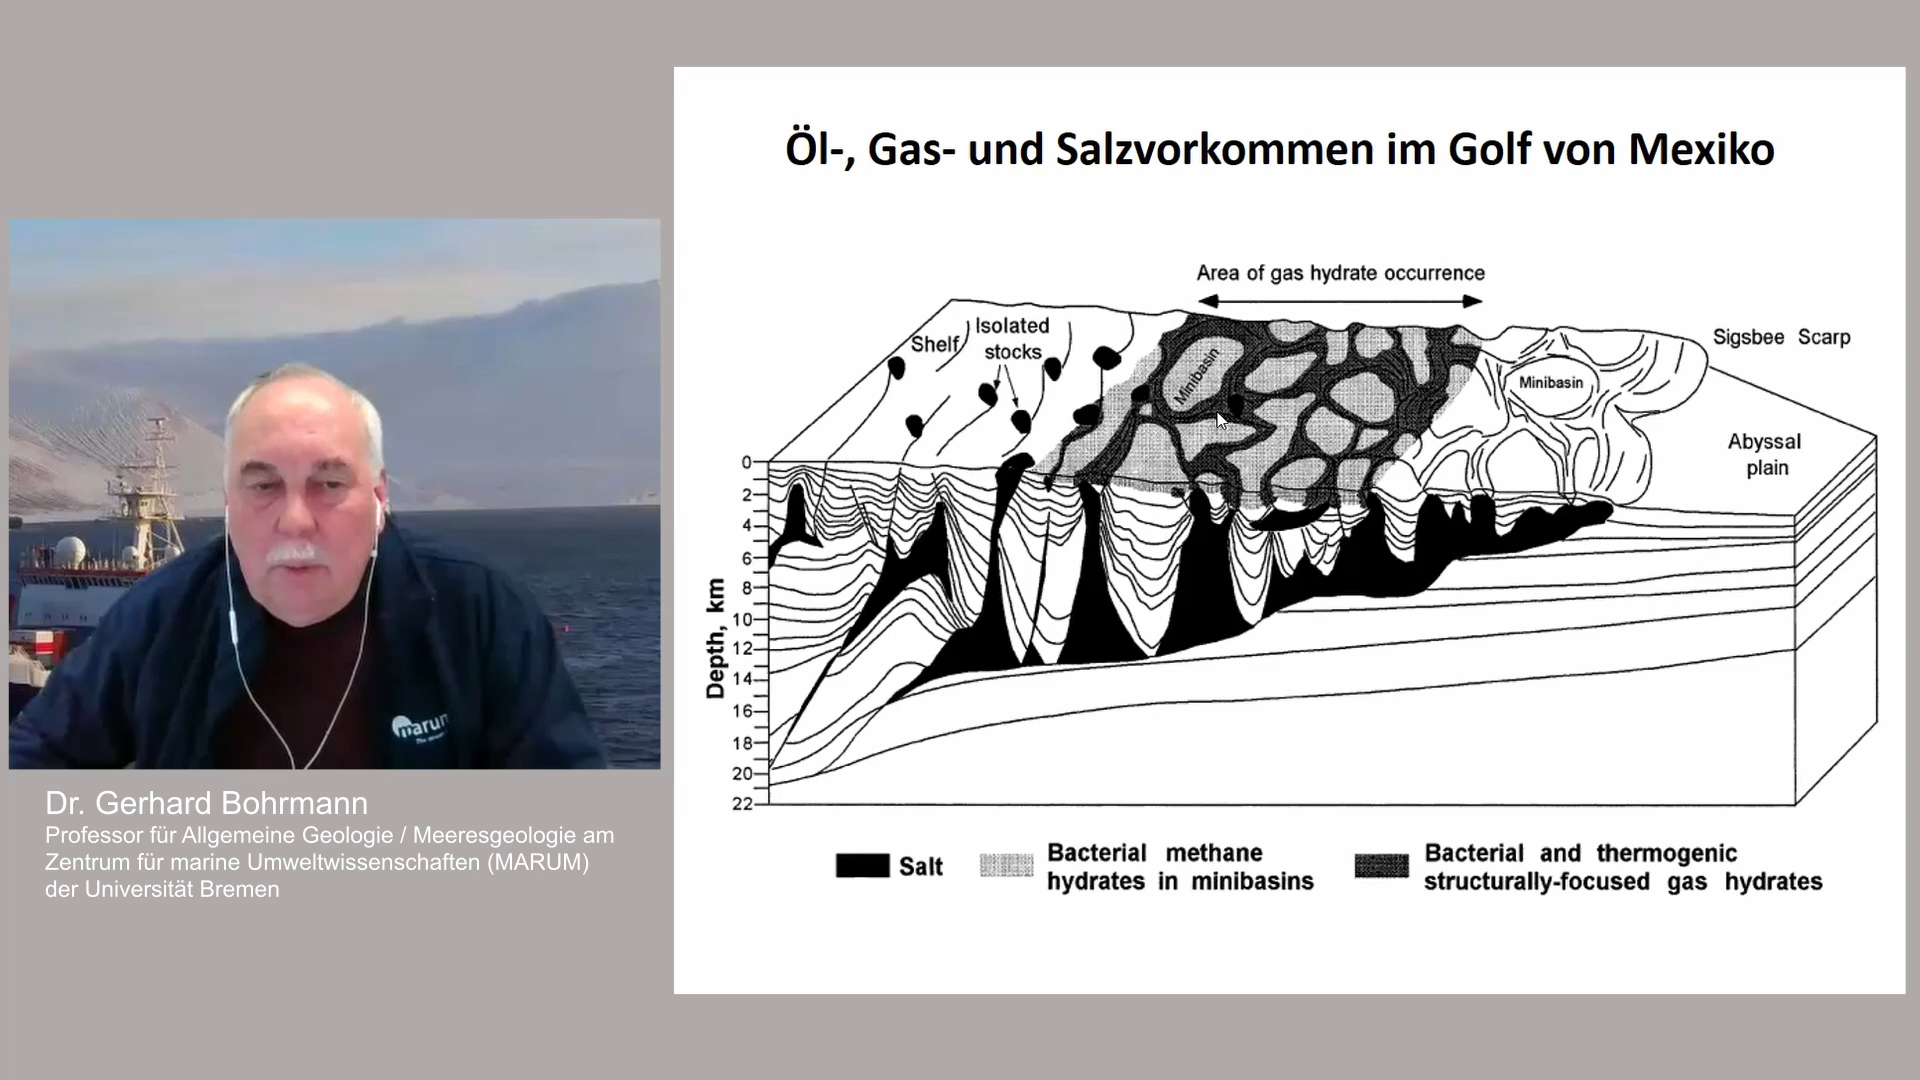 Öl-, Gas- und Salzvorkommen im Golf von Mexiko
Area of gas hydrate occurrence
Shelf
Isolated
stocks
Minibasin
Minibasin
Sigsbee Scarp
Abyssal
plain
Depth, km
0
2
4
6
8
10
12
14
16
18
20
22
Salt
Bacterial methane
hydrates in minibasins
Bacterial and thermogenic
structurally-focused gas hydrates
marum
Dr. Gerhard Bohrmann
Professor für Allgemeine Geologie / Meeresgeologie am
Zentrum für marine Umweltwissenschaften (MARUM)
der Universität Bremen